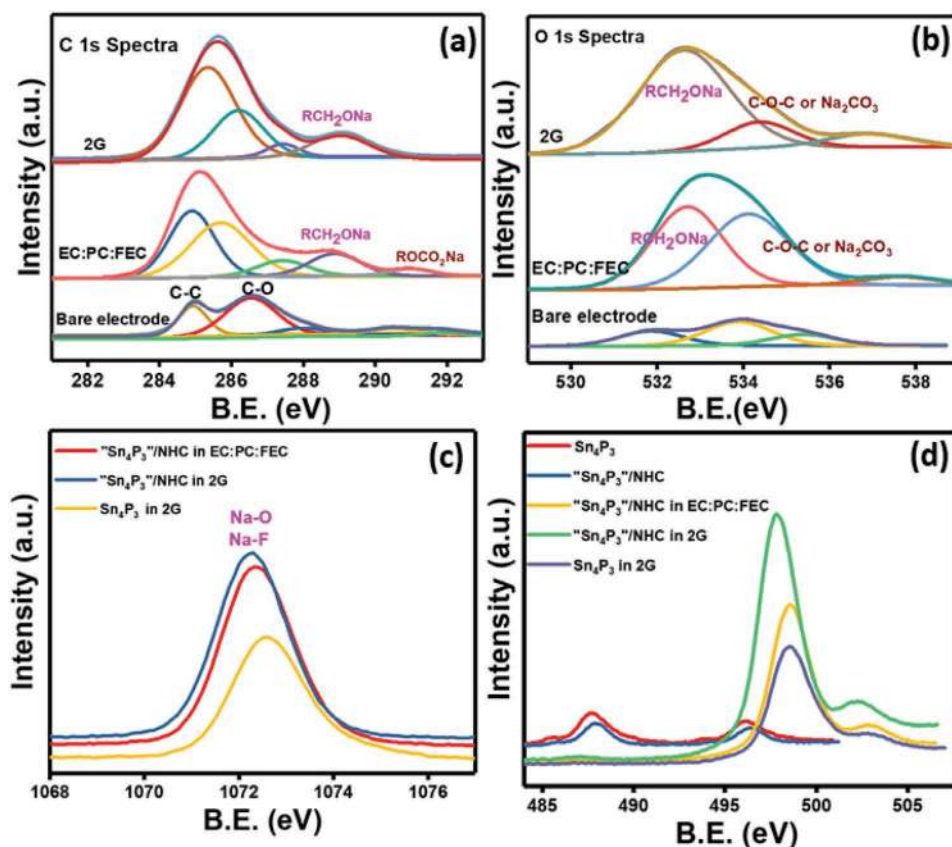 C 1s Spectra
(a)
RCH₂ONa
2G
RCH₂ONa
ROCO₂Na
EC:PC:FEC
C-C
C-O
Bare electrode
Intensity (a.u.)
282 284 286 288 290 292
B.E. (eV)
O 1s Spectra
(b)
C-O-C or Na₂CO₃
RCH₂ONa
2G
C-O-C or Na₂CO₃
RCH₂ONa
EC:PC:FEC
Bare electrode
Intensity (a.u.)
530 532 534 536 538
B.E.(eV)
(c)
"Sn₄P₃"/NHC in EC:PC:FEC
"Sn₄P₃"/NHC in 2G
Sn₄P₃ in 2G
Na-O
Na-F
Intensity (a.u.)
1068 1070 1072 1074 1076
B.E. (eV)
(d)
Sn₄P₃
"Sn₄P₃"/NHC
"Sn₄P₃"/NHC in EC:PC:FEC
"Sn₄P₃"/NHC in 2G
Sn₄P₃ in 2G
Intensity (a.u.)
485 490 495 500 505
B.E. (eV)